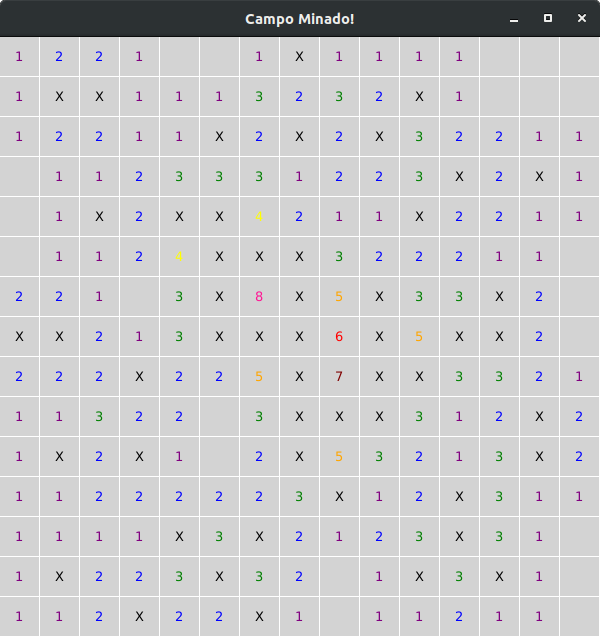 Campo Minado!
1 2 2 1 1 X 1 1 1 1
1 X X 1 1 1 3 2 3 2 X 1
1 2 2 1 1 X 2 X 2 X 3 2 2 1 1
1 1 2 3 3 3 1 2 2 3 X 2 X 1
1 X 2 X X 4 2 1 1 X 2 2 1 1
1 1 2 4 X X X 3 2 2 2 1 1
2 2 1 3 X 8 X 5 X 3 3 X 2
X X 2 1 3 X X X 6 X 5 X X 2
2 2 2 X 2 2 5 X 7 X X 3 3 2 1
1 1 3 2 2 3 X X X 3 1 2 X 2
1 X 2 X 1 2 X 5 3 2 1 3 X 2
1 1 2 2 2 2 2 3 X 1 2 X 3 1 1
1 1 1 1 X 3 X 2 1 2 3 X 3 1
1 X 2 2 3 X 3 2 1 X 3 X 1
1 1 2 X 2 2 X 1 1 1 2 1 1